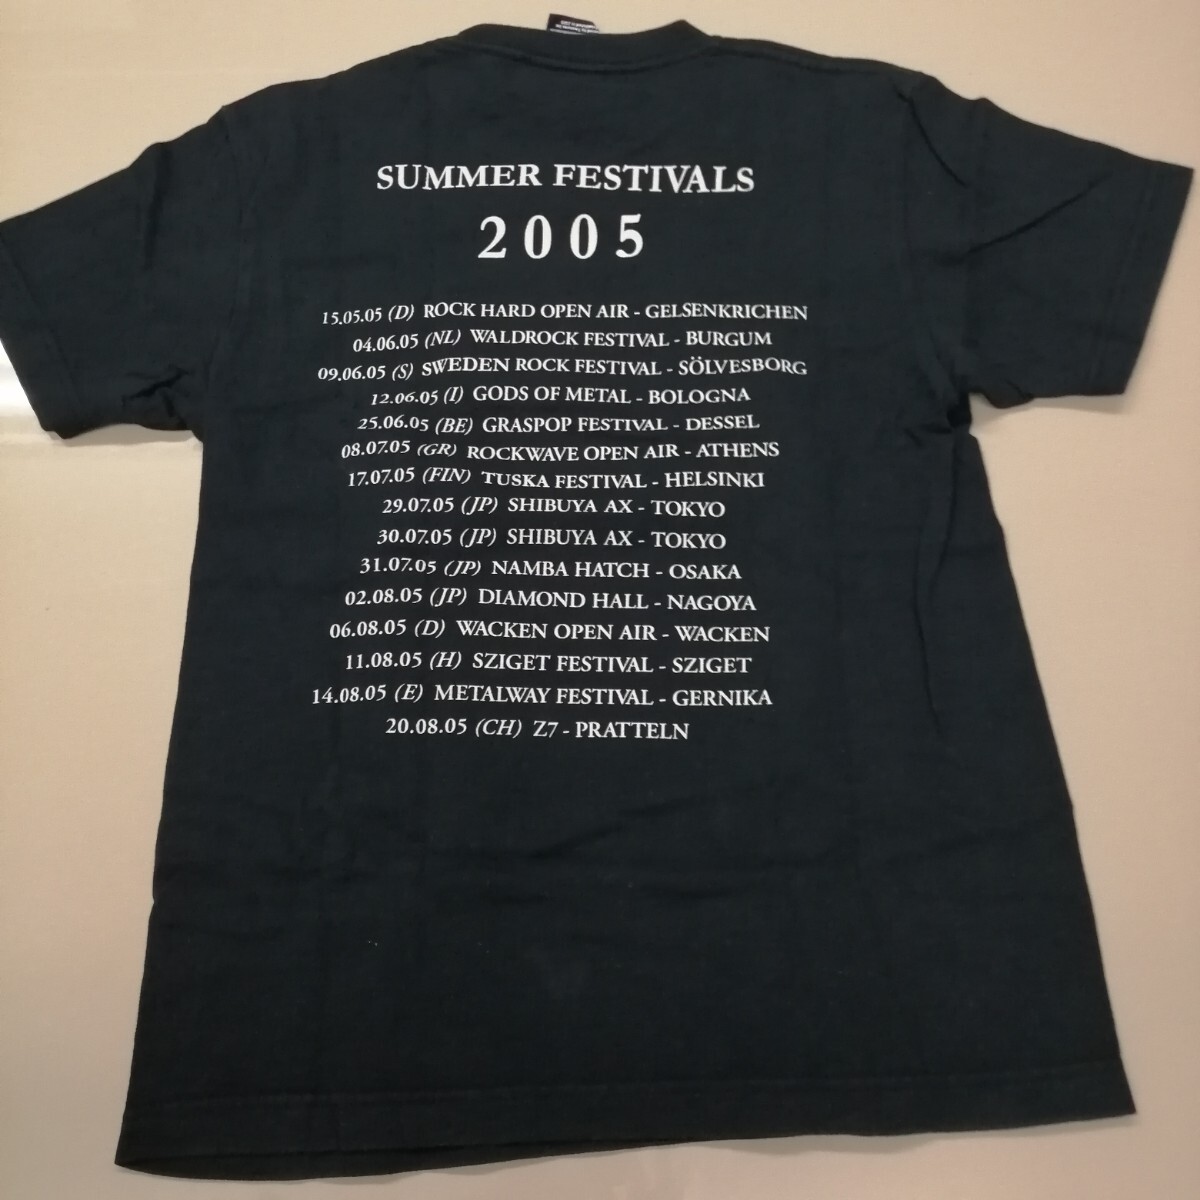 SUMMER FESTIVALS
2005
15.05.05 (D) ROCK HARD OPEN AIR - GELSENKRICHEN
04.06.05 (NL) WALDROCK FESTIVAL - BURGUM
09.06.05 (S) SWEDEN ROCK FESTIVAL - SÖLVESBORG
12.06.05 (I) GODS OF METAL - BOLOGNA
25.06.05 (BE) GRASPOP FESTIVAL - DESSEL
08.07.05 (GR) ROCKWAVE OPEN AIR - ATHENS
17.07.05 (FIN) TUSKA FESTIVAL - HELSINKI
29.07.05 (JP) SHIBUYA AX - TOKYO
30.07.05 (JP) SHIBUYA AX - TOKYO
31.07.05 (JP) NAMBA HATCH - OSAKA
02.08.05 (JP) DIAMOND HALL - NAGOYA
06.08.05 (D) WACKEN OPEN AIR - WACKEN
11.08.05 (H) SZIGET FESTIVAL - SZIGET
14.08.05 (E) METALWAY FESTIVAL - GERNIKA
20.08.05 (CH) Z7 - PRATTELN